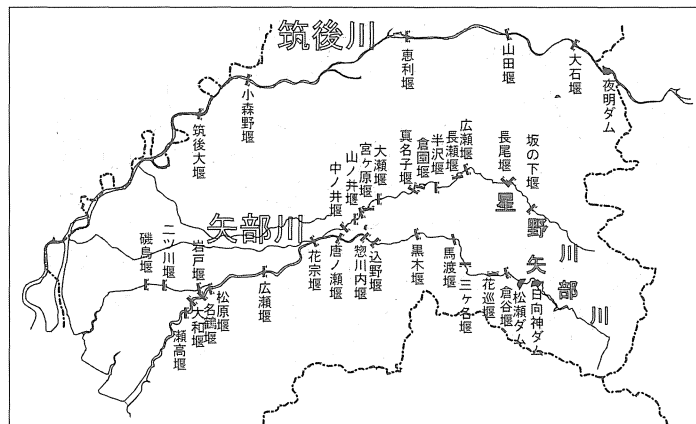 筑後川
恵利堰
山田堰
大石堰
夜明ダム
小森野堰
筑後大堰
広瀬堰
長瀬堰
半沢堰
倉園堰
真名子堰
大瀬堰
宮ヶ原堰
山ノ井堰
中ノ井堰
長尾堰
坂の下堰
星野川
矢部川
磯鳥堰
二ツ川堰
岩戸堰
松原堰
名鶴堰
大和堰
瀬高堰
広瀬堰
花宗堰
唐ノ瀬堰
惣川内堰
込野堰
黒木堰
馬渡堰
三ヶ名堰
花巡堰
倉谷堰
松瀬ダム
日向神ダム
矢部川